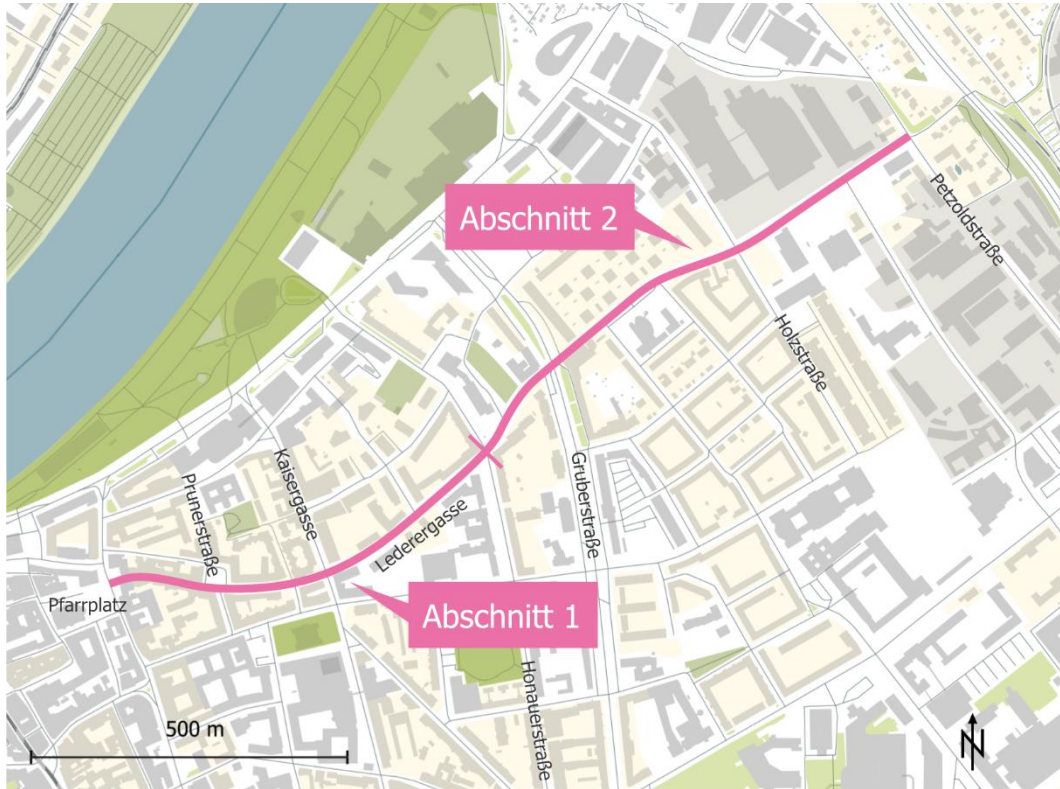 Abschnitt 2
Petzoldstraße
Holzstraße
Gruberstraße
Kaisergasse
Prunerstraße
Lederergasse
Pfarrplatz
Abschnitt 1
Honauerstraße
500 m
N